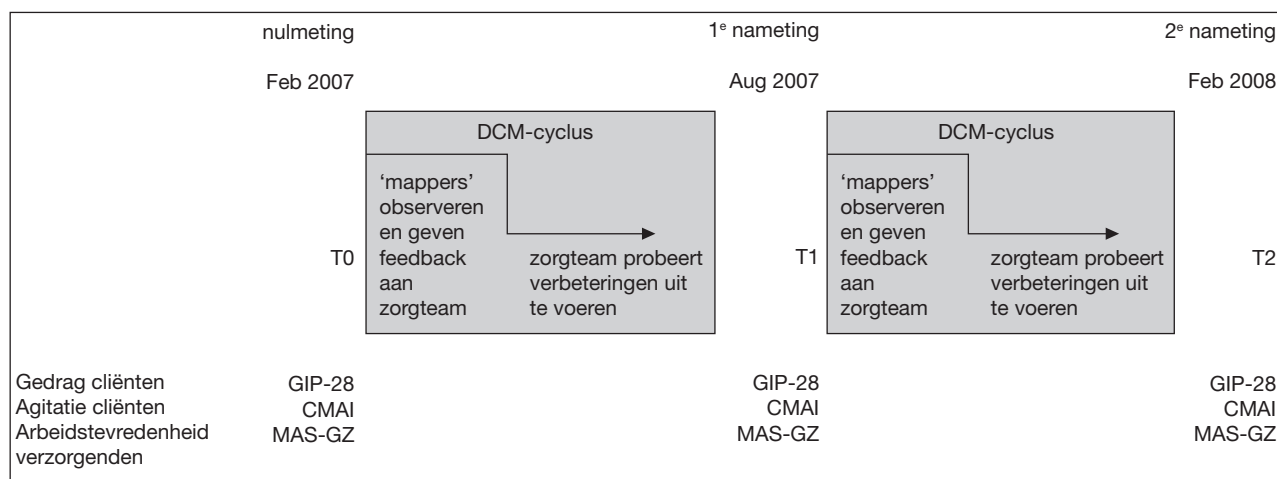 nulmeting 1e nameting 2e nameting
Feb 2007 Aug 2007 Feb 2008
DCM-cyclus DCM-cyclus
‘mappers’ ‘mappers’
observeren observeren
en geven en geven
T0 feedback zorgteam probeert T1 feedback zorgteam probeert T2
aan verbeteringen uit aan verbeteringen uit
zorgteam te voeren zorgteam te voeren
Gedrag cliënten GIP-28 GIP-28 GIP-28
Agitatie cliënten CMAI CMAI CMAI
Arbeidstevredenheid MAS-GZ MAS-GZ MAS-GZ
verzorgenden